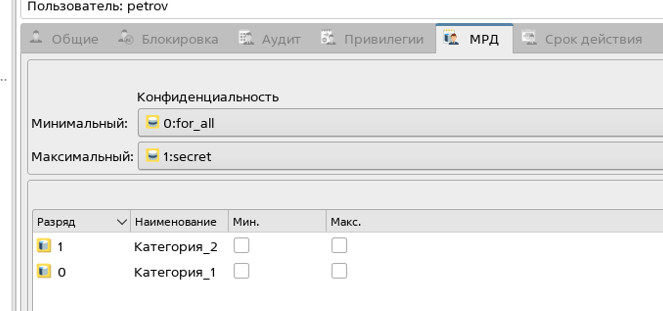 Пользователь: petrov
Общие Блокировка Аудит Привилегии МРД Срок действия
..
Конфиденциальность
Минимальный: 0:for_all
Максимальный: 1:secret
Разряд Наименование Мин. Макс.
1 Категория_2
0 Категория_1